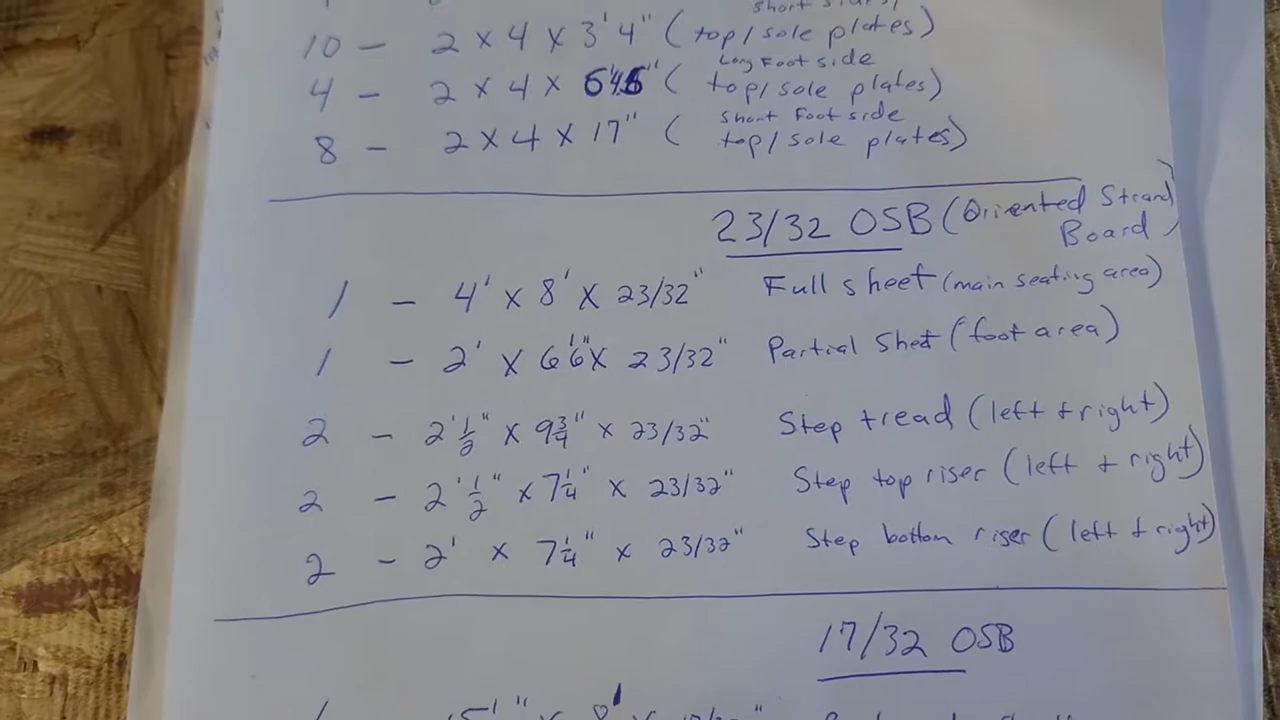 short sides
10 - 2 x 4 x 3' 4" ( top / sole plates)
Long Foot side
4 - 2 x 4 x ( top / sole plates)
Short Foot side
8 - 2 x 4 x 17" ( top / sole plates)
23/32 OSB (Oriented Strand Board)
1 - 4' x 8' x 23/32" Full sheet (main seating area)
1 - 2' x 6'6" x 23/32" Partial Sheet (foot area)
2 - 2' 1/2" x 9 3/4" x 23/32" Step tread (left + right)
2 - 2' 1/2" x 7 1/4" x 23/32" Step top riser (left + right)
2 - 2' x 7 1/4" x 23/32" Step bottom riser (left + right)
17/32 OSB